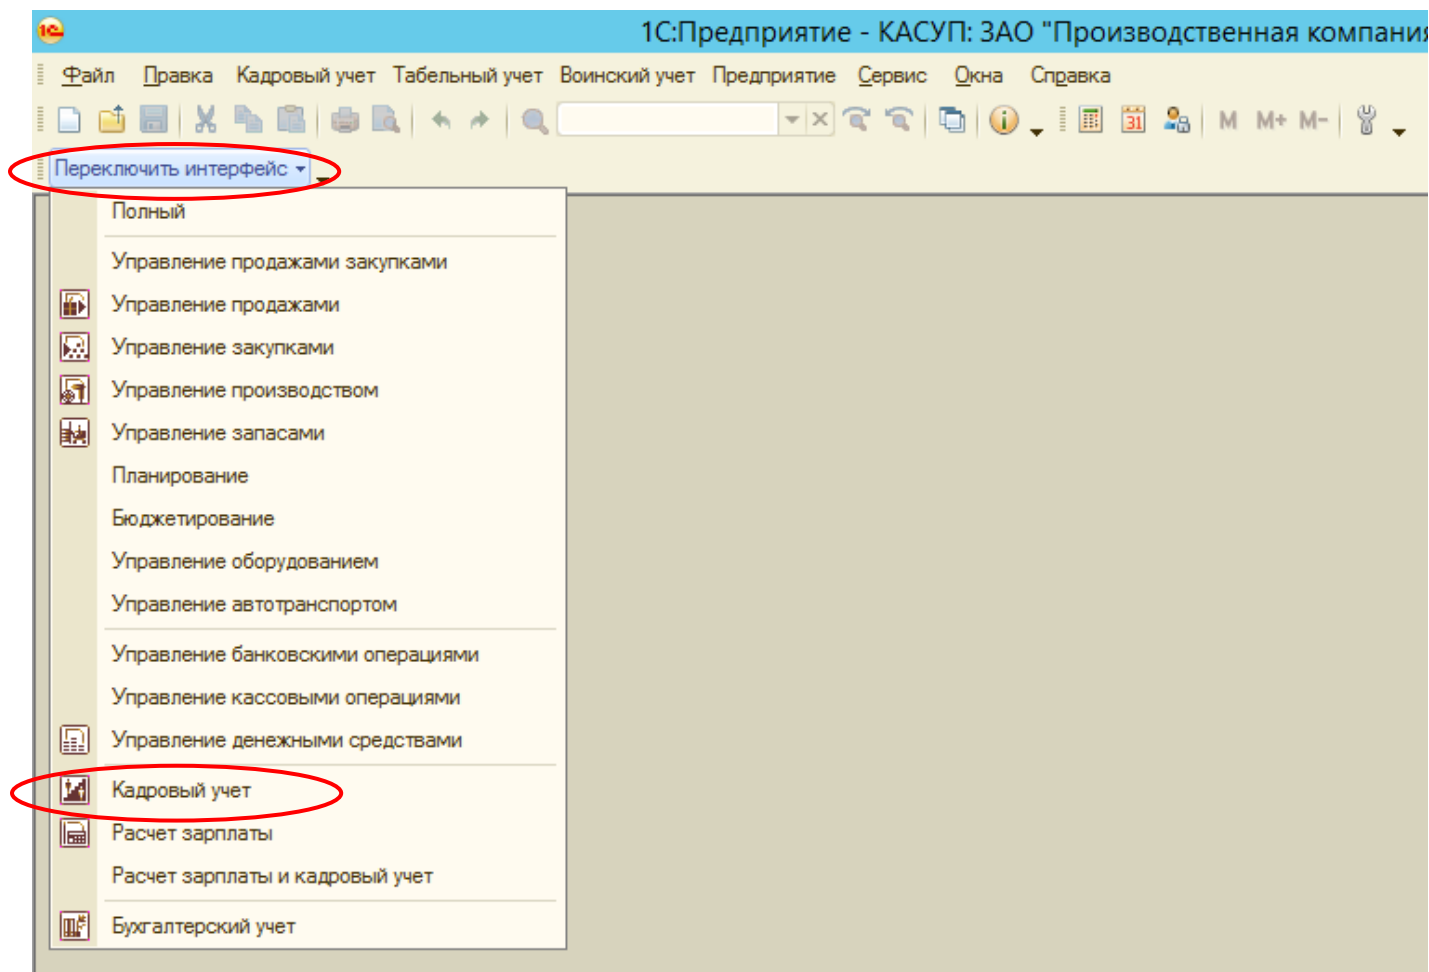 1С:Предприятие - КАСУП: ЗАО "Производственная компания
Файл Правка Кадровый учет Табельный учет Воинский учет Предприятие Сервис Окна Справка
31 M M+ M-
Переключить интерфейс
Полный
Управление продажами закупками
Управление продажами
Управление закупками
Управление производством
Управление запасами
Планирование
Бюджетирование
Управление оборудованием
Управление автотранспортом
Управление банковскими операциями
Управление кассовыми операциями
Управление денежными средствами
Кадровый учет
Расчет зарплаты
Расчет зарплаты и кадровый учет
Бухгалтерский учет